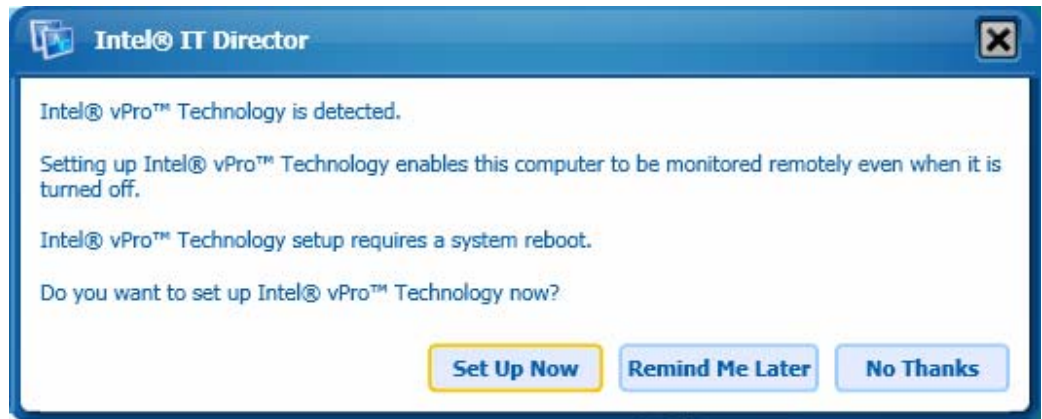 Intel® IT Director
Intel® vPro™ Technology is detected.
Setting up Intel® vPro™ Technology enables this computer to be monitored remotely even when it is
turned off.
Intel® vPro™ Technology setup requires a system reboot.
Do you want to set up Intel® vPro™ Technology now?
Set Up Now
Remind Me Later
No Thanks